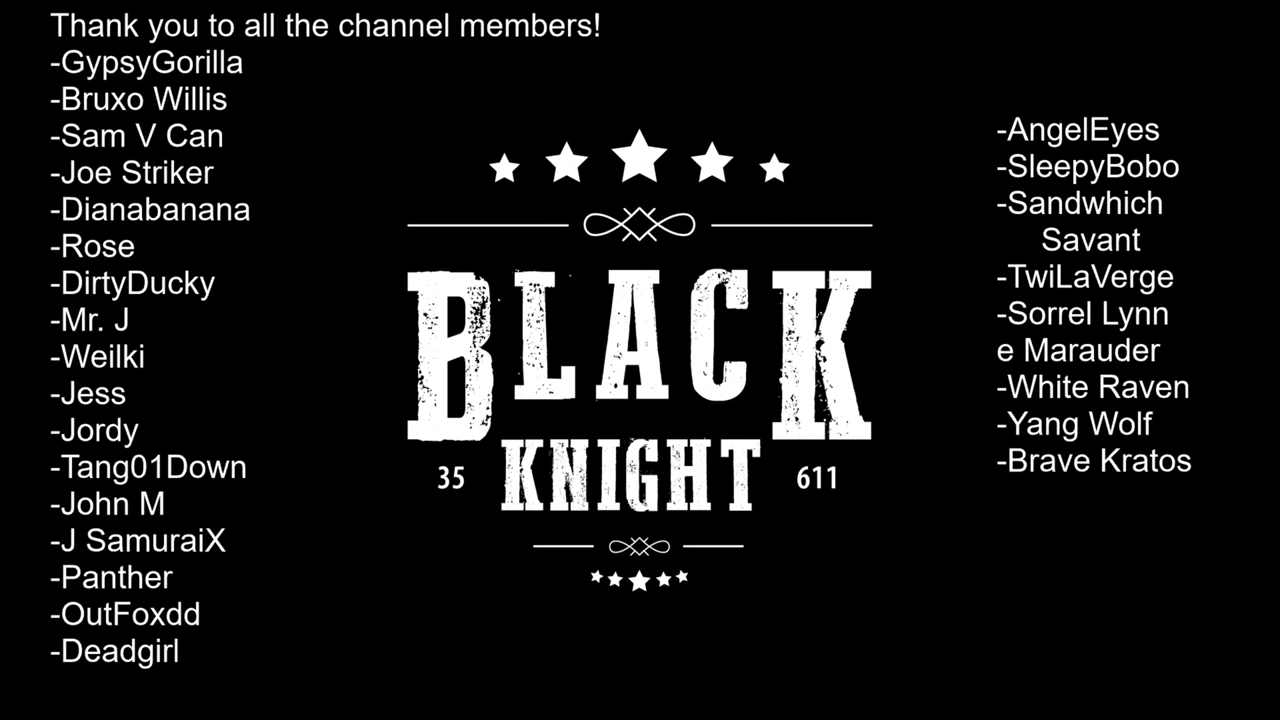 Thank you to all the channel members!
-GypsyGorilla
-Bruxo Willis
-Sam V Can
-Joe Striker
-Dianabanana
-Rose
-DirtyDucky
-Mr. J
-Weilki
-Jess
-Jordy
-Tang01Down
-John M
-J SamuraiX
-Panther
-OutFoxdd
-Deadgirl
BLACK
35 KNIGHT 611
-AngelEyes
-SleepyBobo
-Sandwhich
Savant
-TwiLaVerge
-Sorrel Lynn
e Marauder
-White Raven
-Yang Wolf
-Brave Kratos